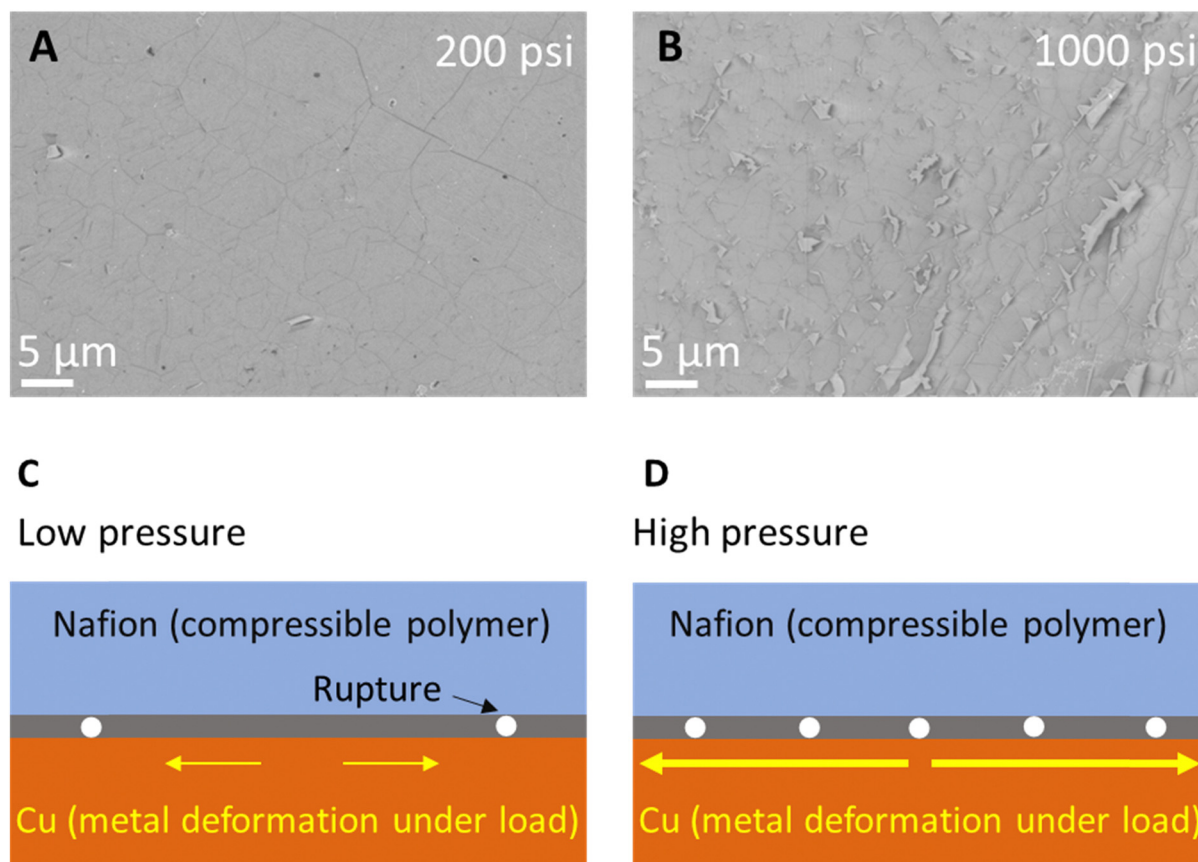 A
200 psi
5 μm
B
1000 psi
5 μm
C
Low pressure
Nafion (compressible polymer)
Rupture
Cu (metal deformation under load)
D
High pressure
Nafion (compressible polymer)
Cu (metal deformation under load)